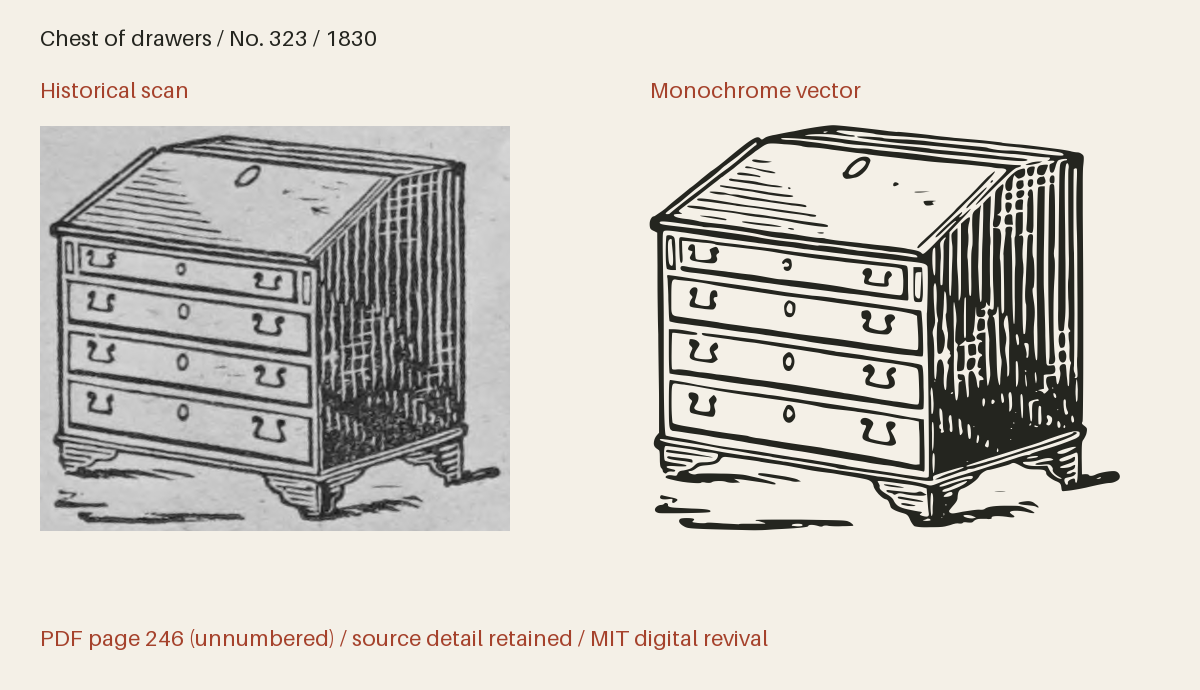 Chest of drawers / No. 323 / 1830
Historical scan
Monochrome vector
PDF page 246 (unnumbered) / source detail retained / MIT digital revival